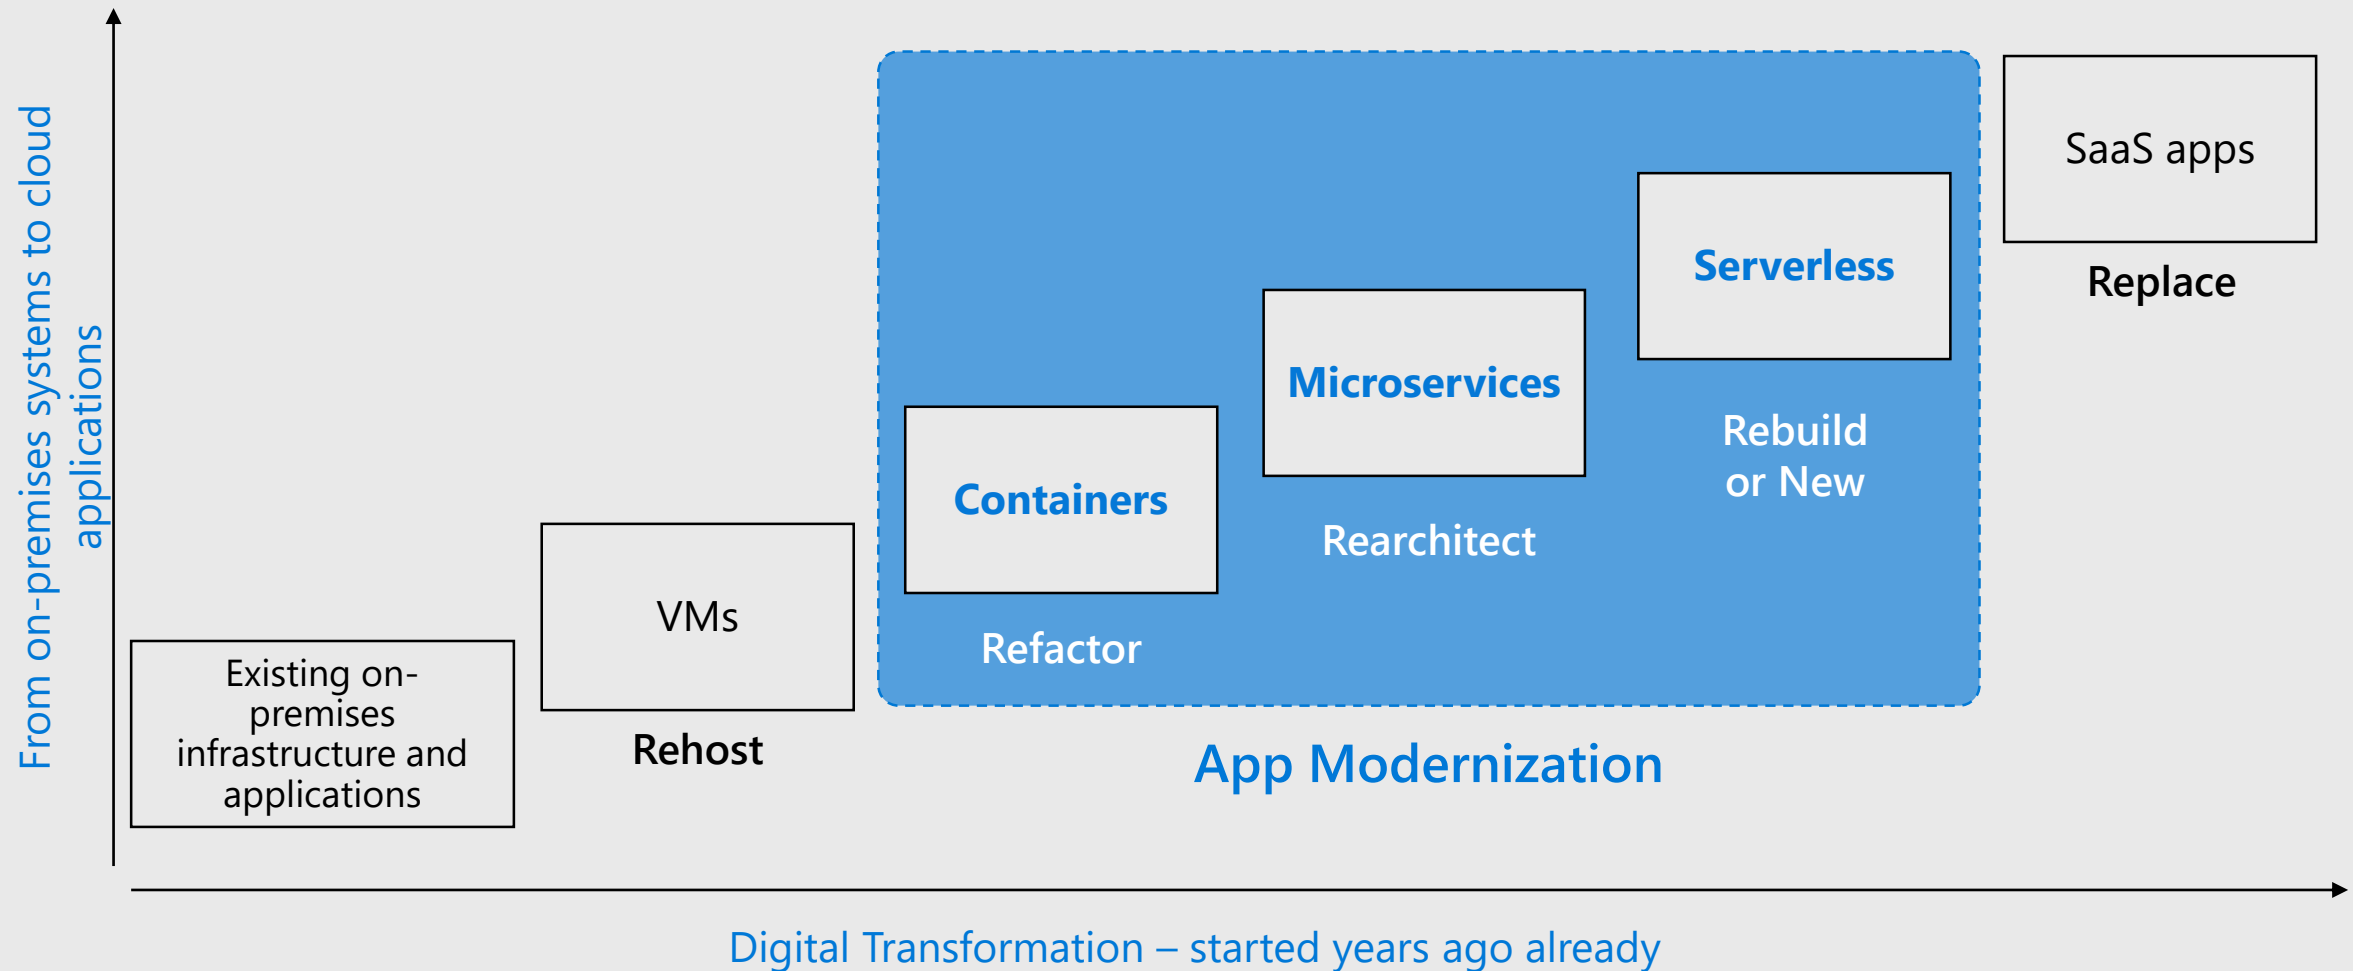 From on-premises systems to cloud
applications
Existing on-
premises
infrastructure and
applications
VMs
Rehost
Containers
Refactor
Microservices
Rearchitect
Serverless
Rebuild
or New
App Modernization
SaaS apps
Replace
Digital Transformation – started years ago already